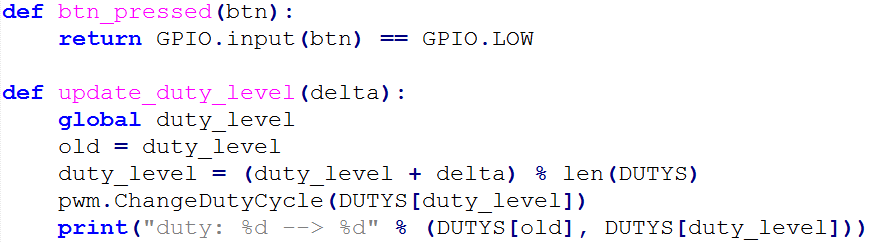 def btn_pressed(btn):
    return GPIO.input(btn) == GPIO.LOW

def update_duty_level(delta):
    global duty_level
    old = duty_level
    duty_level = (duty_level + delta) % len(DUTYS)
    pwm.ChangeDutyCycle(DUTYS[duty_level])
    print("duty: %d --> %d" % (DUTYS[old], DUTYS[duty_level]))